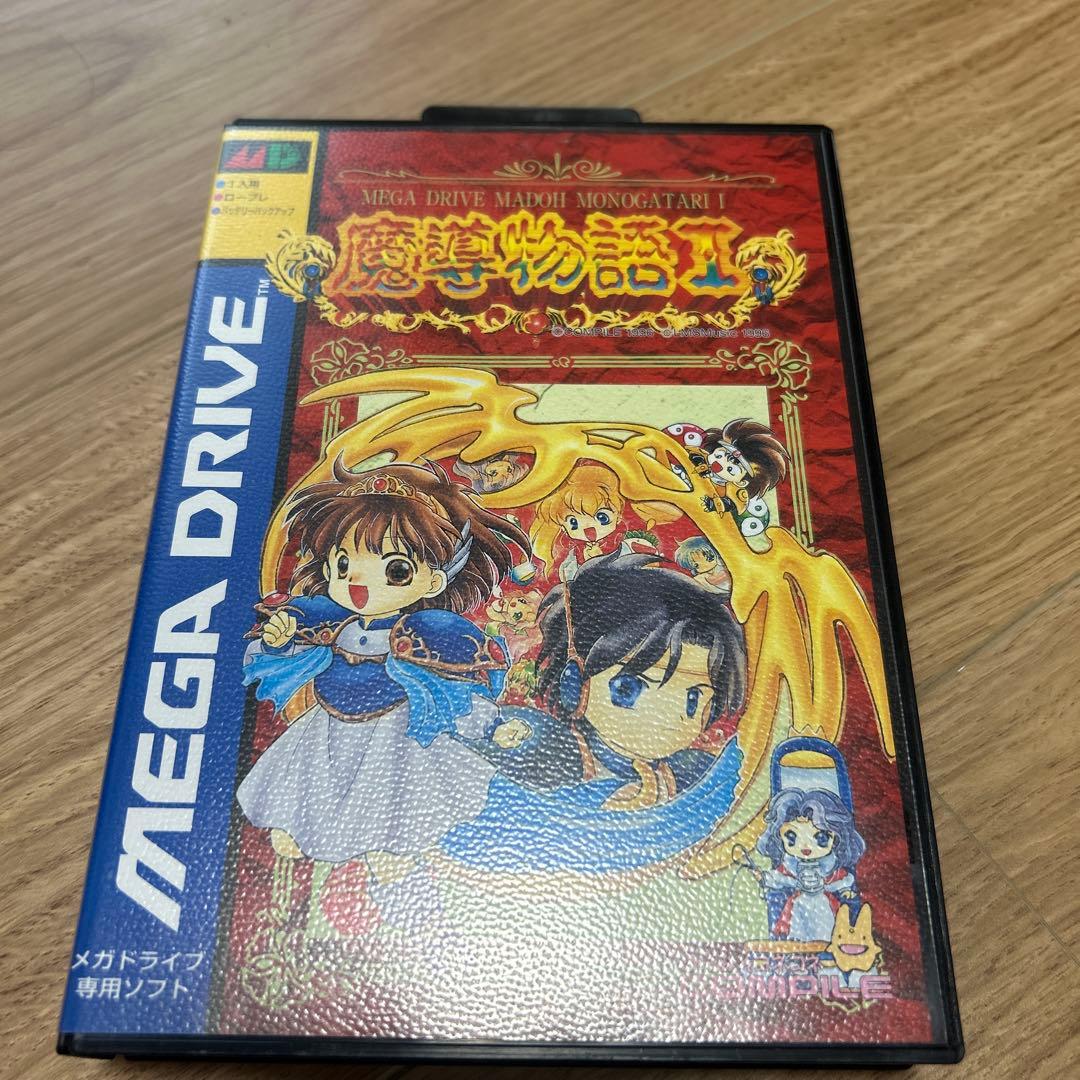 MD
1人用
ロープレ
バッテリーバックアップ
MEGA DRIVE MADOH MONOGATARI I
魔導物語I
©COMPILE 1996 ©I-MCMusic 1996
MEGA DRIVE™
メガドライブ
専用ソフト
COMPILE